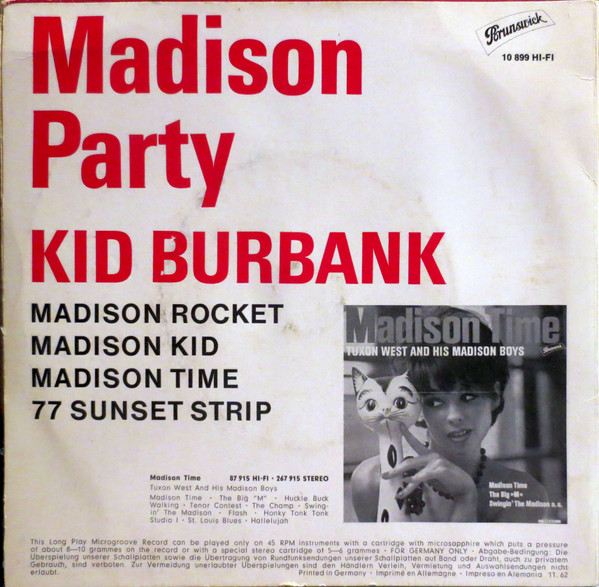 Madison
Party
Brunswick
10 899 HI-FI
KID BURBANK
MADISON ROCKET
MADISON KID
MADISON TIME
77 SUNSET STRIP
Madison Time
Brunswick
TUXON WEST AND HIS MADISON BOYS
Madison Time
The Big »M«
Swingin' The Madison u. a.
Madison Time 87 915 HI-FI · 267 915 STEREO
Tuxon West And His Madison Boys
Madison Time · The Big "M" · Huckle Buck
Walking · Tenor Contest · The Champ · Swing-
in' The Madison · Flash · Honky Tonk Tonk
Studio I · St. Louis Blues · Hallelujah
This Long Play Microgroove Record can be played only on 45 RPM instruments with a cartridge with microsapphire which puts a pressure
of about 8—10 grammes on the record or with a special stereo cartridge of 5—6 grammes · FOR GERMANY ONLY · Abgabe-Bedingung: Die
Überspielung unserer Schallplatten sowie die Übertragung von Rundfunksendungen unserer Schallplatten auf Band oder Draht, auch zu privatem
Gebrauch, sind verboten. Zur Vermeidung unerlaubter Überspielungen sind den Händlern Verleih, Vermietung und Auswahlsendungen nicht
erlaubt. Printed in Germany · Imprimé en Allemagne · Impreso en Alemania 11. 62